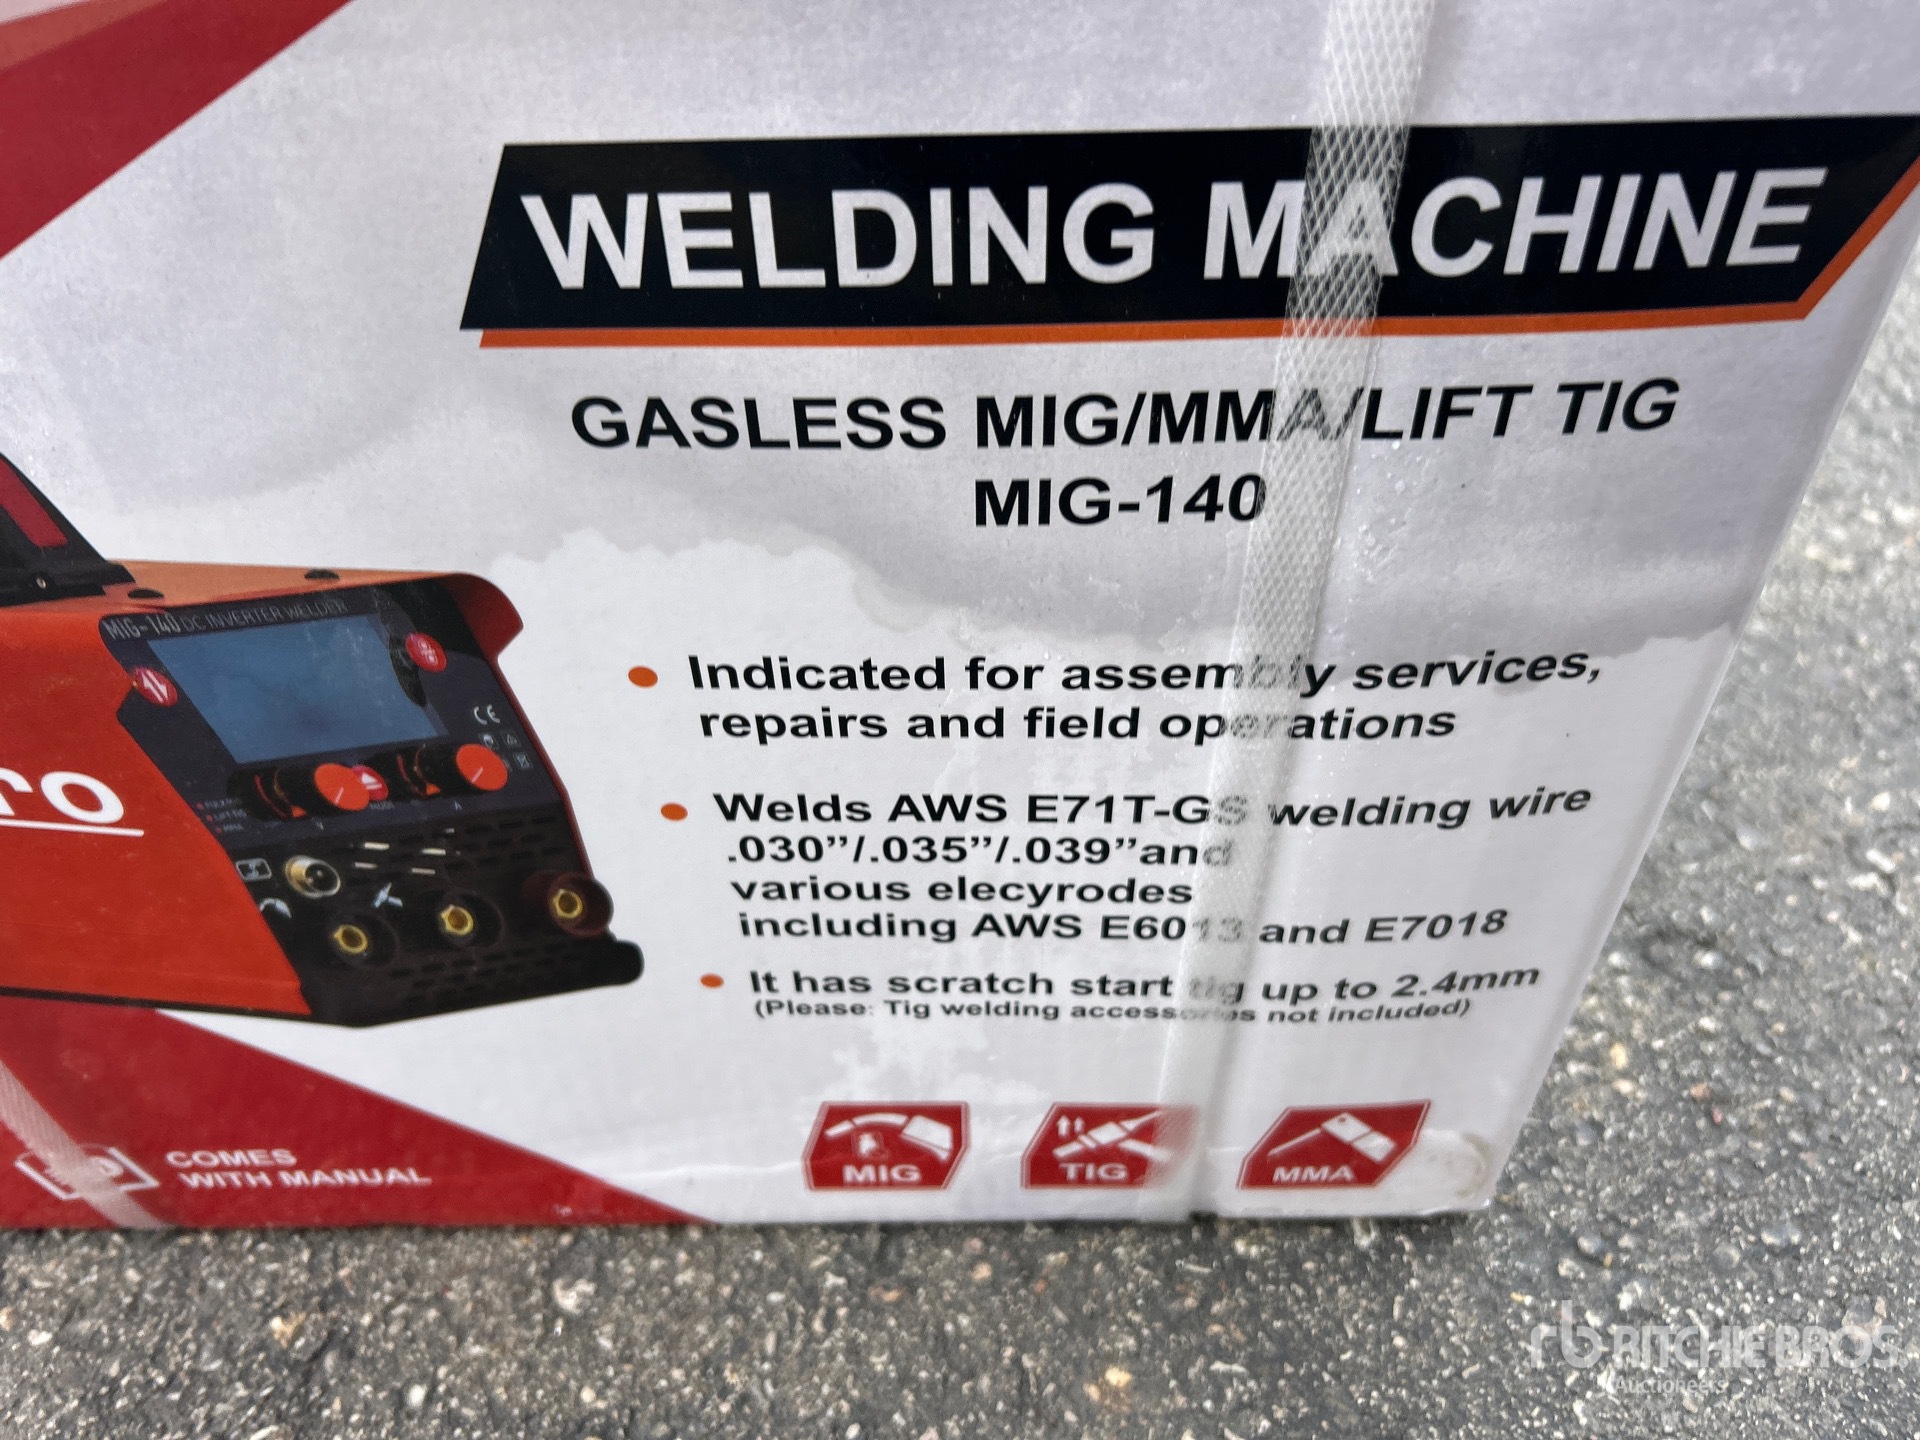 WELDING MACHINE
GASLESS MIG/MMA/LIFT TIG
MIG-140
MIG-140 DC INVERTER WELDER
CE
ro
• Indicated for assembly services,
repairs and field operations
• Welds AWS E71T-GS welding wire
.030”/.035”/.039”and
various elecyrodes
including AWS E6013 and E7018
• It has scratch start tig up to 2.4mm
(Please: Tig welding accessories not included)
COMES
WITH MANUAL
MIG
TIG
MMA
rb RITCHIE BROS.
Auctioneers